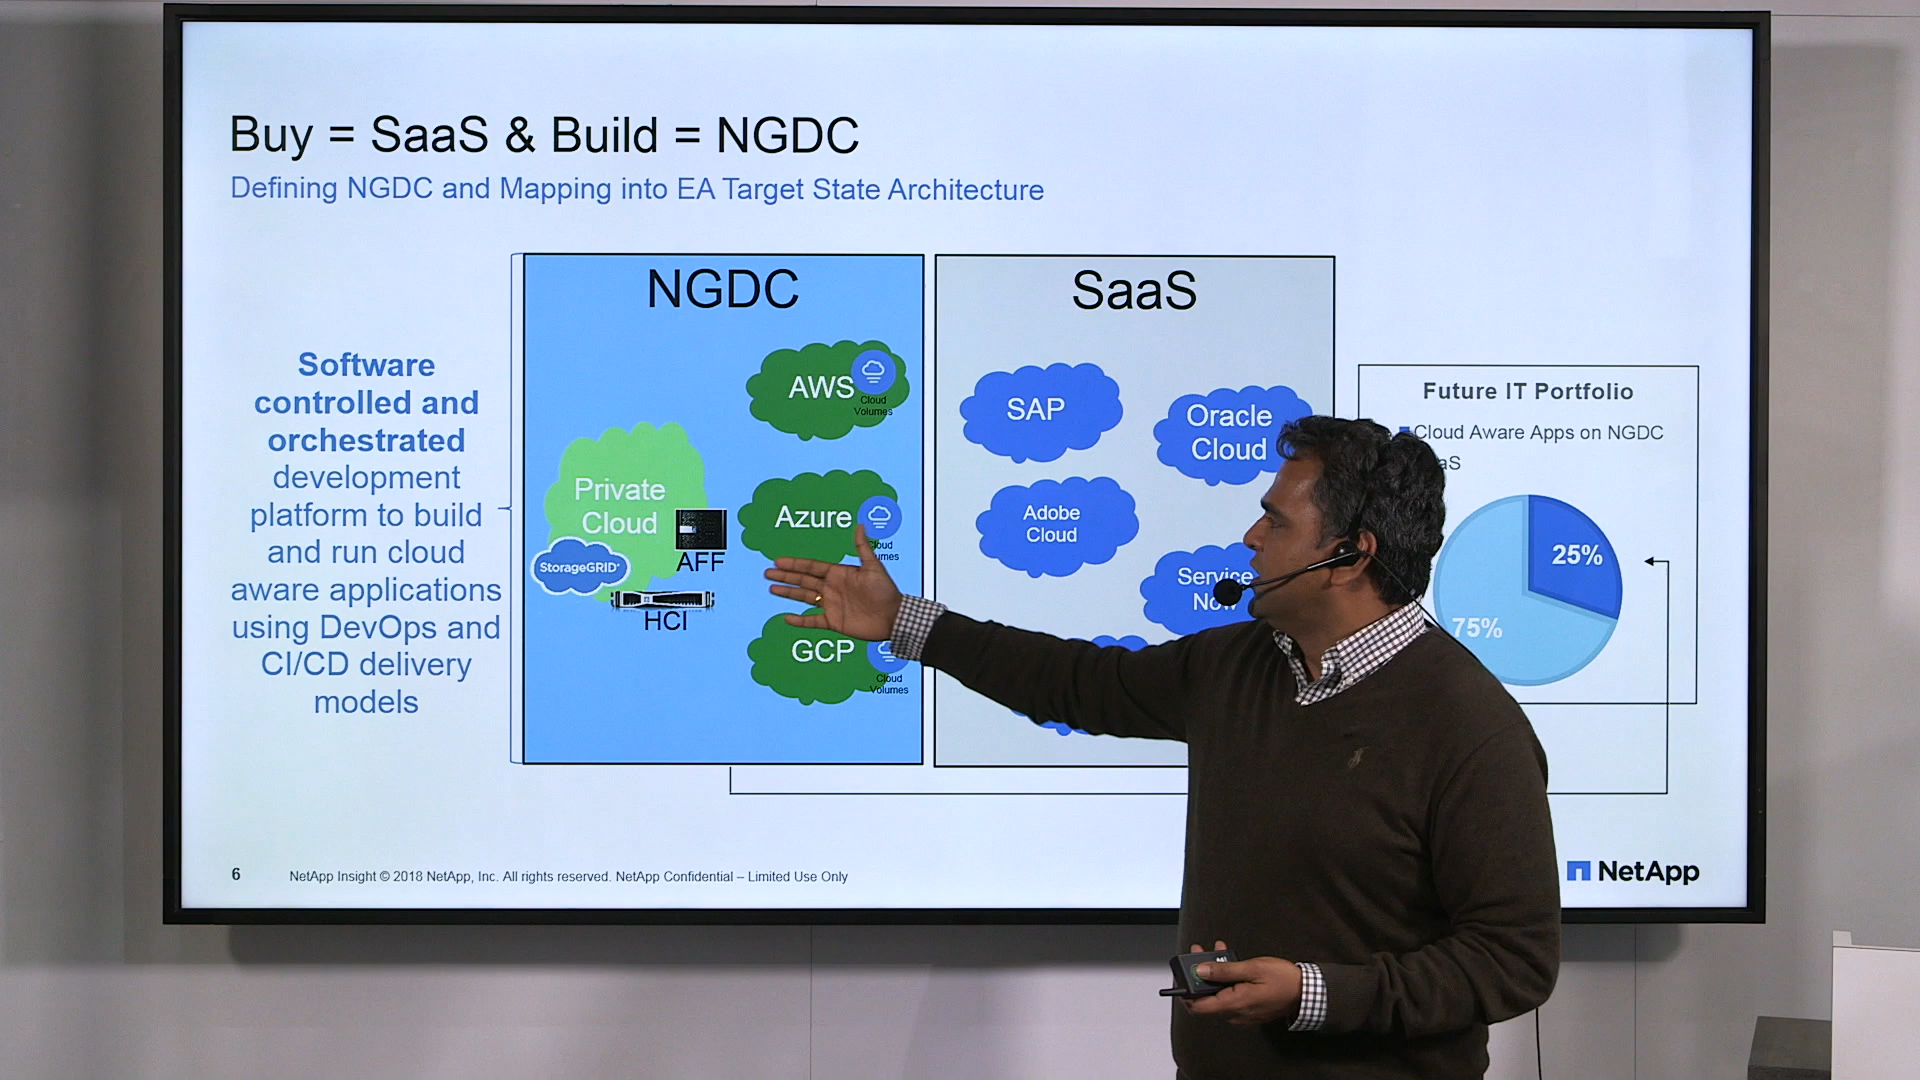 Buy = SaaS & Build = NGDC
Defining NGDC and Mapping into EA Target State Architecture
Software
controlled and
orchestrated
development
platform to build
and run cloud
aware applications
using DevOps and
CI/CD delivery
models
NGDC
Private
Cloud
StorageGRID
AFF
HCI
AWS
Cloud
Volumes
Azure
GCP
Cloud
Volumes
SaaS
SAP
Oracle
Cloud
Adobe
Cloud
Service
Now
Future IT Portfolio
Cloud Aware Apps on NGDC
25%
75%
6
NetApp Insight © 2018 NetApp, Inc. All rights reserved. NetApp Confidential – Limited Use Only
NetApp